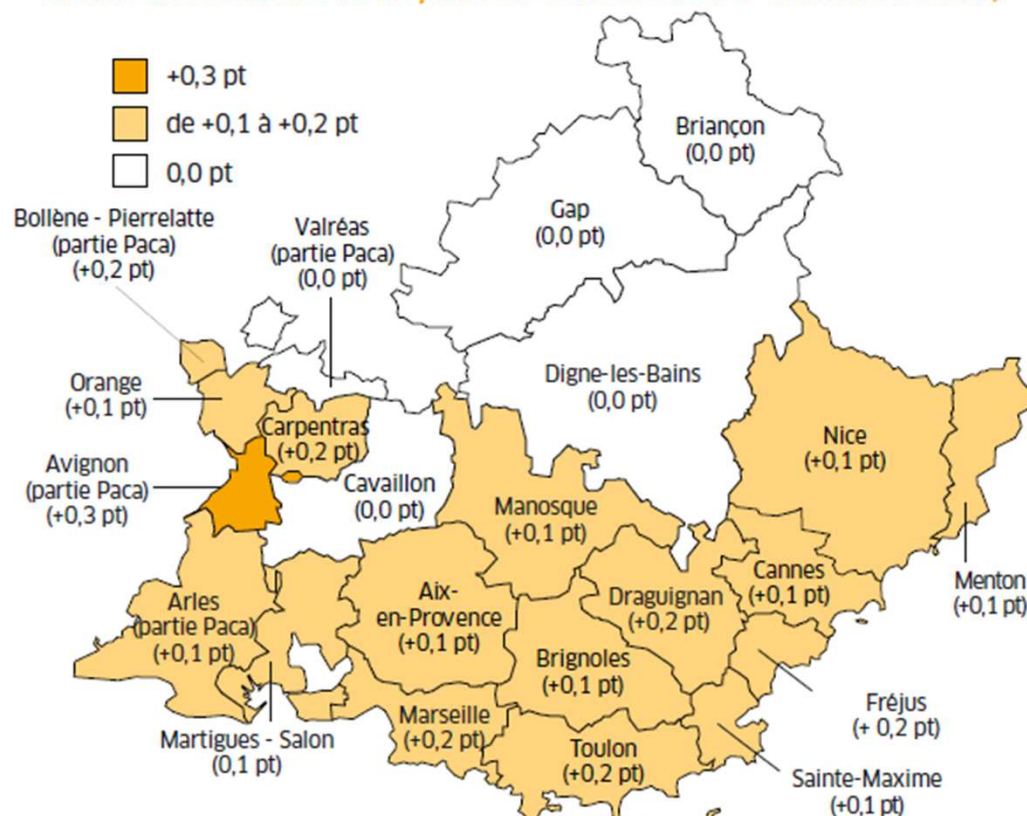 +0,3 pt
de +0,1 à +0,2 pt
0,0 pt
Briançon
(0,0 pt)
Gap
(0,0 pt)
Bollène - Pierrelatte
(partie Paca)
(+0,2 pt)
Valréas
(partie Paca)
(0,0 pt)
Orange
(+0,1 pt)
Digne-les-Bains
(0,0 pt)
Carpentras
(+0,2 pt)
Nice
(+0,1 pt)
Avignon
(partie Paca)
(+0,3 pt)
Cavaillon
(0,0 pt)
Manosque
(+0,1 pt)
Cannes
(+0,1 pt)
Menton
(+0,1 pt)
Arles
(partie Paca)
(+0,1 pt)
Aix-
en-Provence
(+0,1 pt)
Draguignan
(+0,2 pt)
Brignoles
(+0,1 pt)
Fréjus
(+ 0,2 pt)
Marseille
(+0,2 pt)
Martigues - Salon
(0,1 pt)
Toulon
(+0,2 pt)
Sainte-Maxime
(+0,1 pt)